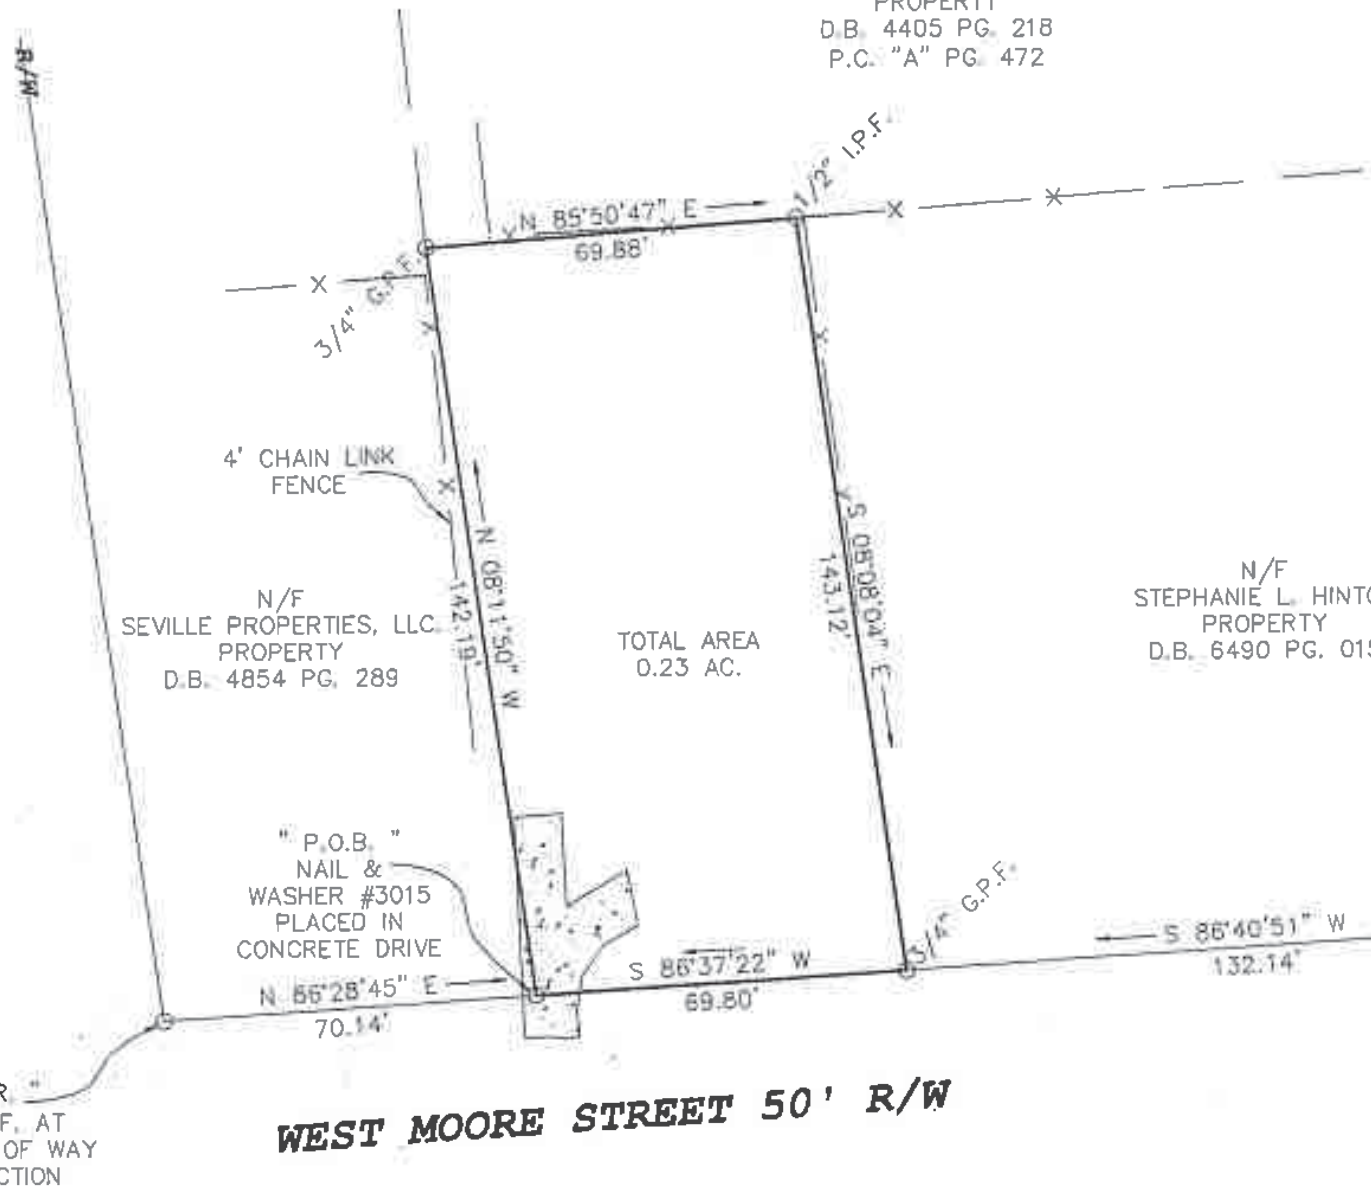 PROPERTY
D.B. 4405 PG. 218
P.C. "A" PG. 472
R/W
1/2" I.P.F.
N 85°50'47" E
69.88'
3/4" G.P.F.
4' CHAIN LINK
FENCE
N 08°11'50" W
142.19'
S 08°08'04" E
143.12'
N/F
SEVILLE PROPERTIES, LLC.
PROPERTY
D.B. 4854 PG. 289
TOTAL AREA
0.23 AC.
N/F
STEPHANIE L. HINTO
PROPERTY
D.B. 6490 PG. 015
" P.O.B. "
NAIL &
WASHER #3015
PLACED IN
CONCRETE DRIVE
3/4" G.P.F.
N 86°28'45" E
70.14'
S 86°37'22" W
69.80'
S 86°40'51" W
132.14'
R. "
F. AT
OF WAY
CTION
WEST MOORE STREET 50' R/W